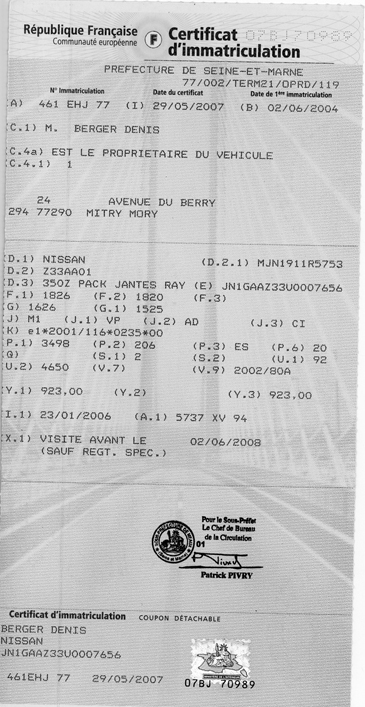 République Française
Communauté européenne
F
Certificat
d'immatriculation
07BJ70989
PREFECTURE DE SEINE-ET-MARNE
77/002/TERM21/OPRD/119
N° Immatriculation Date du certificat Date de 1ère immatriculation
(A) 461 EHJ 77 (I) 29/05/2007 (B) 02/06/2004
(C.1) M. BERGER DENIS
(C.4a) EST LE PROPRIETAIRE DU VEHICULE
(C.4.1) 1
24 AVENUE DU BERRY
294 77290 MITRY MORY
(D.1) NISSAN (D.2.1) MJN1911R5753
(D.2) Z33AA01
(D.3) 350Z PACK JANTES RAY (E) JN1GAAZ33U0007656
(F.1) 1826 (F.2) 1820 (F.3)
(G) 1626 (G.1) 1525
(J) M1 (J.1) VP (J.2) AD (J.3) CI
(K) e1*2001/116*0235*00
(P.1) 3498 (P.2) 206 (P.3) ES (P.6) 20
(Q) (S.1) 2 (S.2) (U.1) 92
(U.2) 4650 (V.7) (V.9) 2002/80A
(Y.1) 923,00 (Y.2) (Y.3) 923,00
(I.1) 23/01/2006 (A.1) 5737 XV 94
(X.1) VISITE AVANT LE 02/06/2008
(SAUF REGT. SPEC.)
Pour le Sous-Préfet
Le Chef de Bureau
de la Circulation
01
Patrick PIVRY
Certificat d'immatriculation COUPON DÉTACHABLE
BERGER DENIS
NISSAN
JN1GAAZ33U0007656
461EHJ 77 29/05/2007
07BJ 70989